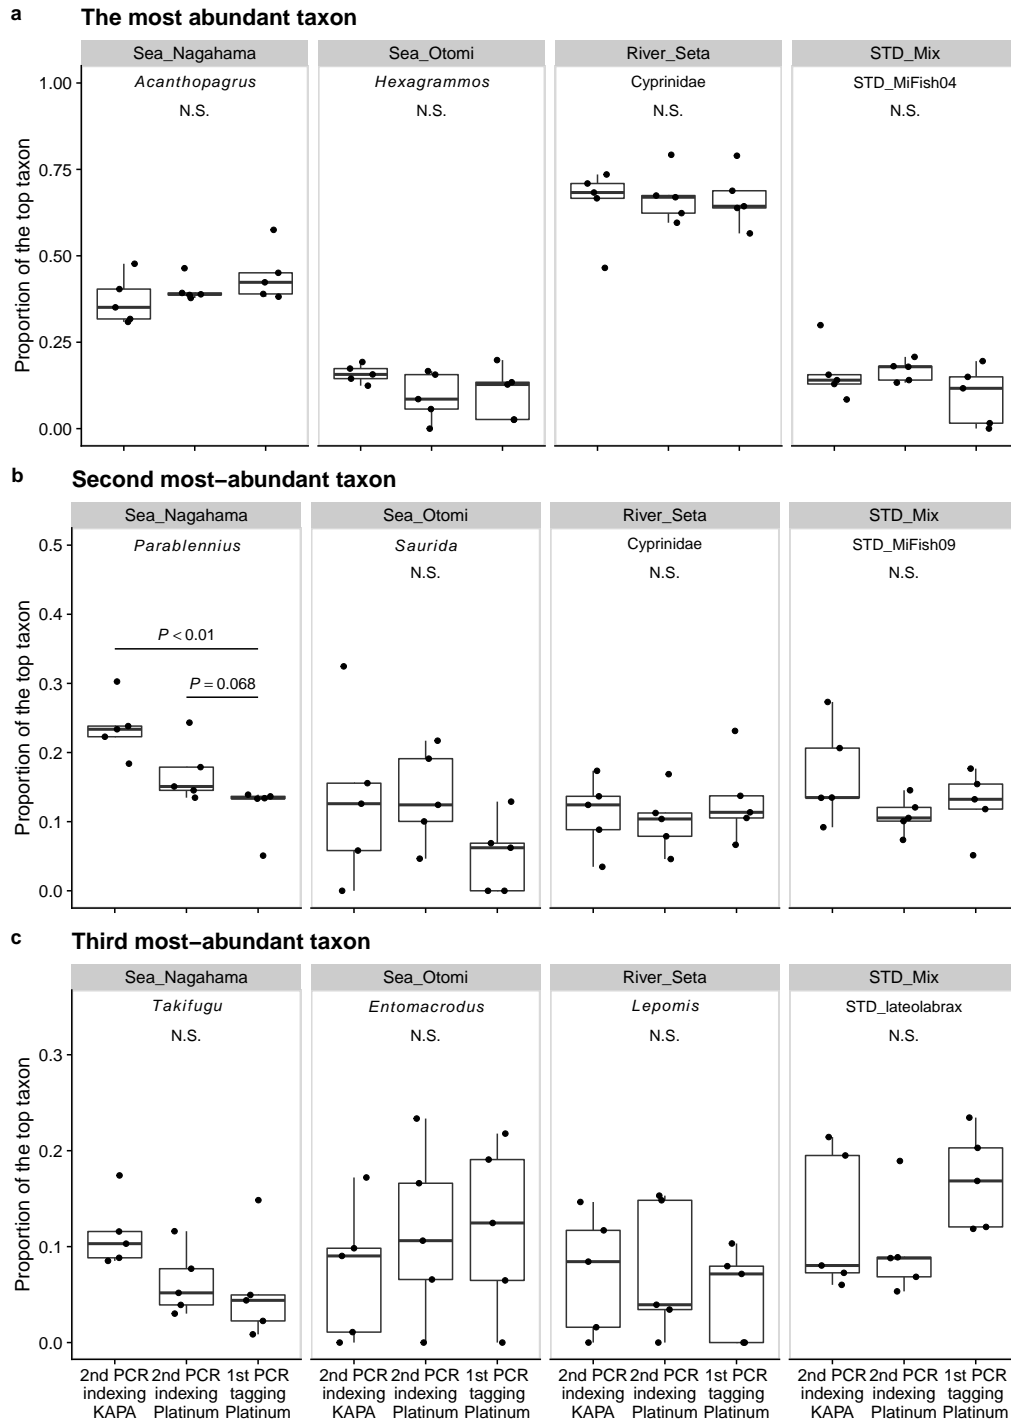 a The most abundant taxon
Sea_Nagahama Sea_Otomi River_Seta STD_Mix
Acanthopagrus Hexagrammos Cyprinidae STD_MiFish04
N.S. N.S. N.S. N.S.
Proportion of the top taxon
1.00
0.75
0.50
0.25
0.00
b Second most–abundant taxon
Sea_Nagahama Sea_Otomi River_Seta STD_Mix
Parablennius Saurida Cyprinidae STD_MiFish09
N.S. N.S. N.S.
P < 0.01
P = 0.068
Proportion of the top taxon
0.5
0.4
0.3
0.2
0.1
0.0
c Third most–abundant taxon
Sea_Nagahama Sea_Otomi River_Seta STD_Mix
Takifugu Entomacrodus Lepomis STD_lateolabrax
N.S. N.S. N.S. N.S.
Proportion of the top taxon
0.3
0.2
0.1
0.0
2nd PCR 2nd PCR 1st PCR 2nd PCR 2nd PCR 1st PCR 2nd PCR 2nd PCR 1st PCR 2nd PCR 2nd PCR 1st PCR
indexing indexing tagging indexing indexing tagging indexing indexing tagging indexing indexing tagging
KAPA Platinum Platinum KAPA Platinum Platinum KAPA Platinum Platinum KAPA Platinum Platinum